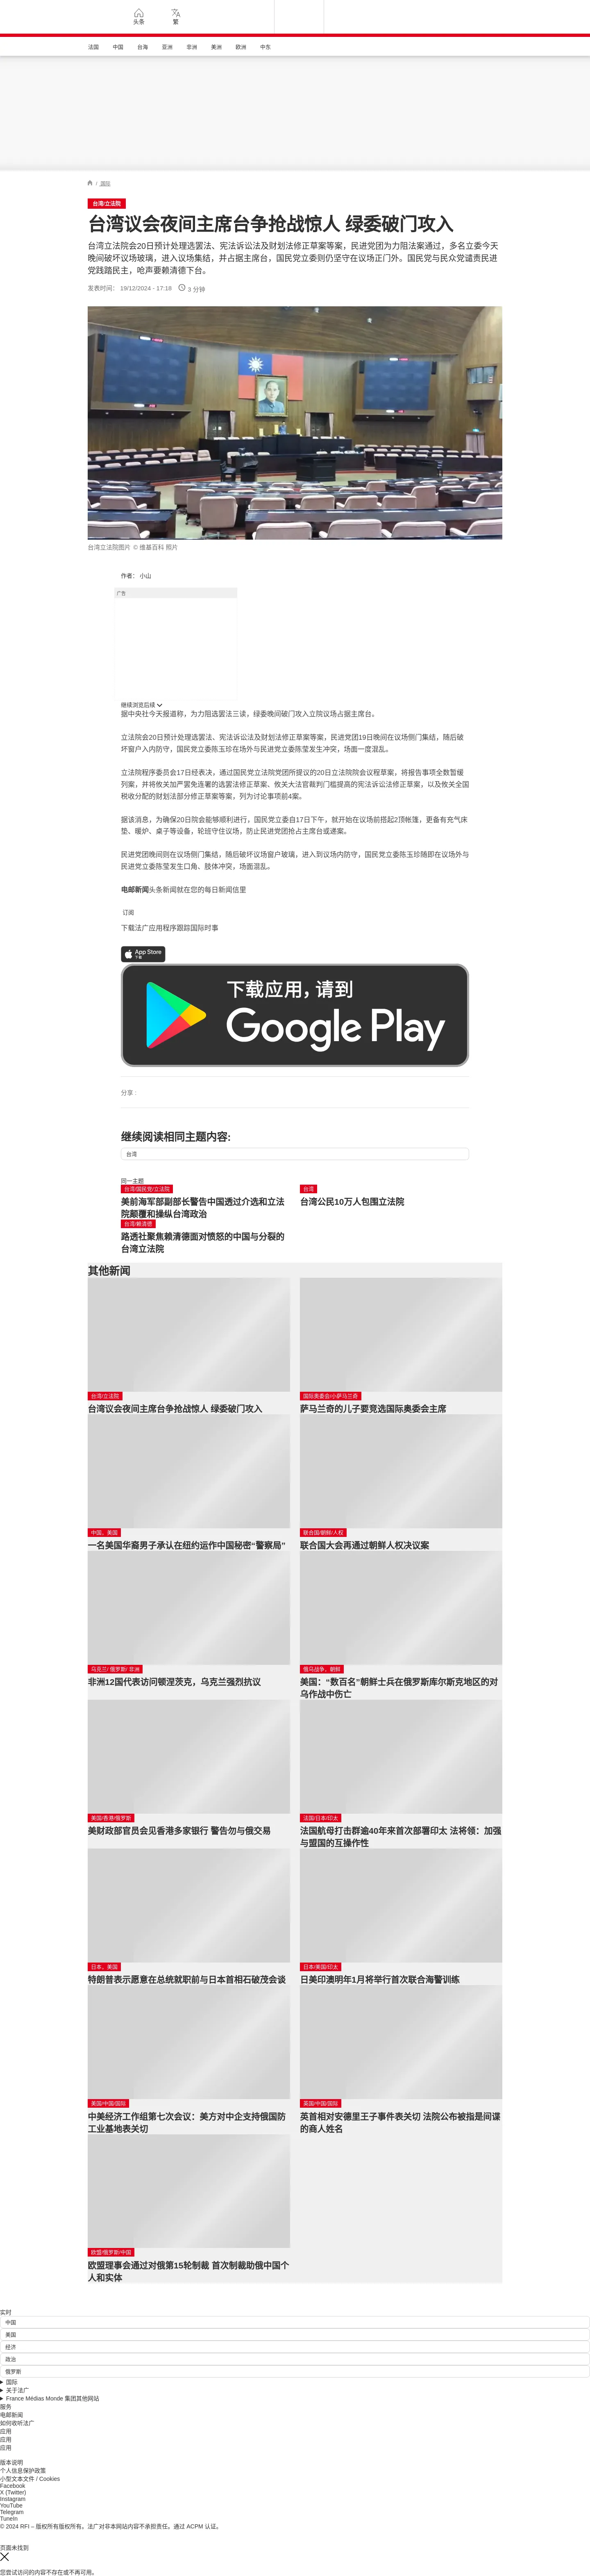 头条
繁
法国 中国 台海 亚洲 非洲 美洲 欧洲 中东
/ 国际
台湾/立法院
台湾议会夜间主席台争抢战惊人 绿委破门攻入
台湾立法院会20日预计处理选罢法、宪法诉讼法及财划法修正草案等案，民进党团为力阻法案通过，多名立委今天
晚间破坏议场玻璃，进入议场集结，并占据主席台，国民党立委则仍坚守在议场正门外。国民党与民众党谴责民进
党践踏民主，呛声要赖清德下台。
发表时间： 19/12/2024 - 17:18 3 分钟
台湾立法院图片 © 维基百科 照片
作者： 小山
广告
继续浏览后续
据中央社今天报道称，为力阻选罢法三读，绿委晚间破门攻入立院议场占据主席台。
立法院会20日预计处理选罢法、宪法诉讼法及财划法修正草案等案，民进党团19日晚间在议场侧门集结，随后破
坏窗户入内防守，国民党立委陈玉珍在场外与民进党立委陈莹发生冲突，场面一度混乱。
立法院程序委员会17日经表决，通过国民党立法院党团所提议的20日立法院院会议程草案，将报告事项全数暂缓
列案，并将攸关加严罢免连署的选罢法修正草案、攸关大法官裁判门槛提高的宪法诉讼法修正草案，以及攸关全国
税收分配的财划法部分修正草案等案，列为讨论事项前4案。
据该消息，为确保20日院会能够顺利进行，国民党立委自17日下午，就开始在议场前搭起2顶帐篷，更备有充气床
垫、暖炉、桌子等设备，轮班守住议场，防止民进党团抢占主席台或递案。
民进党团晚间则在议场侧门集结，随后破坏议场窗户玻璃，进入到议场内防守，国民党立委陈玉珍随即在议场外与
民进党立委陈莹发生口角、肢体冲突，场面混乱。
电邮新闻头条新闻就在您的每日新闻信里
订阅
下载法广应用程序跟踪国际时事
App Store
下载
下载应用，请到
Google Play
分享 :
继续阅读相同主题内容:
台湾
同一主题
台湾/国民党/立法院
美前海军部副部长警告中国透过介选和立法
院颠覆和操纵台湾政治
台湾
台湾公民10万人包围立法院
台湾/赖清德
路透社聚焦赖清德面对愤怒的中国与分裂的
台湾立法院
其他新闻
台湾/立法院
台湾议会夜间主席台争抢战惊人 绿委破门攻入
国际奥委会/小萨马兰奇
萨马兰奇的儿子要竞选国际奥委会主席
中国、美国
一名美国华裔男子承认在纽约运作中国秘密“警察局”
联合国/朝鲜/人权
联合国大会再通过朝鲜人权决议案
乌克兰/ 俄罗斯/ 非洲
非洲12国代表访问顿涅茨克，乌克兰强烈抗议
俄乌战争、朝鲜
美国：“数百名”朝鲜士兵在俄罗斯库尔斯克地区的对
乌作战中伤亡
美国/香港/俄罗斯
美财政部官员会见香港多家银行 警告勿与俄交易
法国/日本/印太
法国航母打击群逾40年来首次部署印太 法将领：加强
与盟国的互操作性
日本，美国
特朗普表示愿意在总统就职前与日本首相石破茂会谈
日本/美国/印太
日美印澳明年1月将举行首次联合海警训练
美国/中国/国际
中美经济工作组第七次会议：美方对中企支持俄国防
工业基地表关切
英国/中国/国际
英首相对安德里王子事件表关切 法院公布被指是间谍
的商人姓名
欧盟/俄罗斯/中国
欧盟理事会通过对俄第15轮制裁 首次制裁助俄中国个
人和实体
实时
中国
美国
经济
政治
俄罗斯
国际
关于法广
France Médias Monde 集团其他网站
服务
电邮新闻
如何收听法广
应用
应用
应用
版本说明
个人信息保护政策
小型文本文件 / Cookies
Facebook
X (Twitter)
Instagram
YouTube
Telegram
TuneIn
© 2024 RFI – 版权所有版权所有。法广对非本网站内容不承担责任。通过 ACPM 认证。
页面未找到
您尝试访问的内容不存在或不再可用。